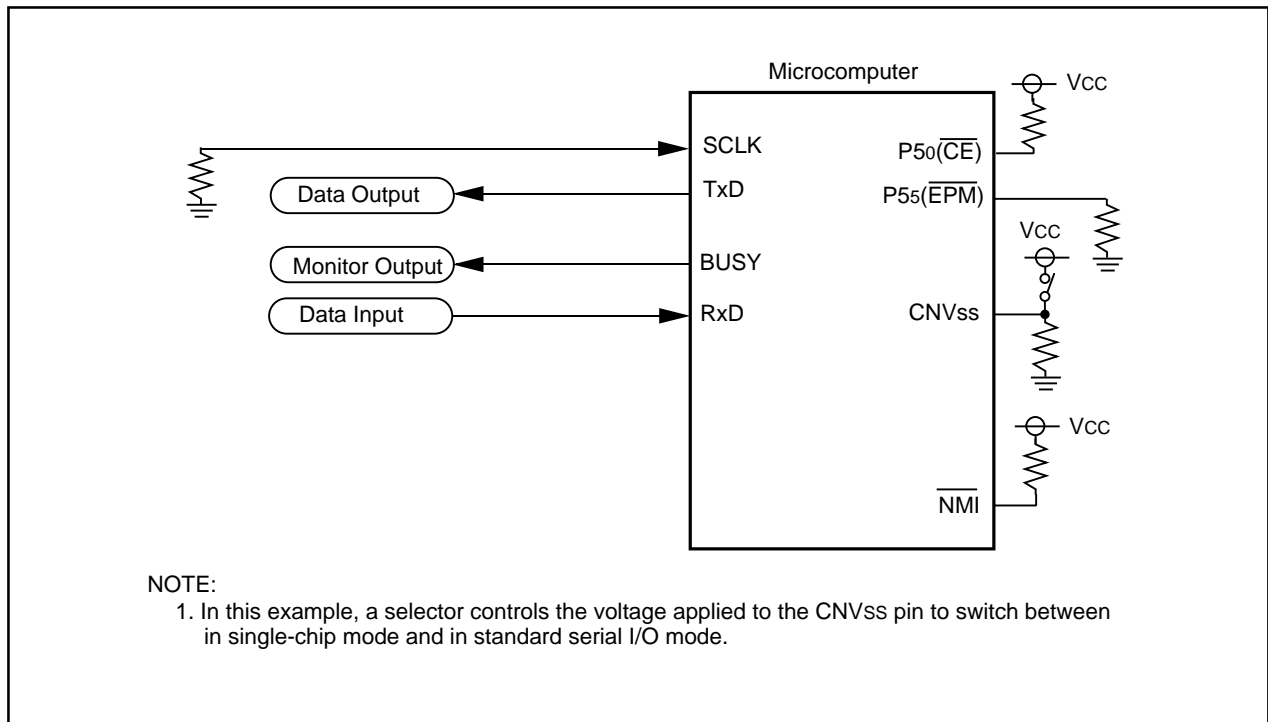 Microcomputer
VCC
SCLK
P50(CE)
Data Output
TxD
P55(EPM)
VCC
Monitor Output
BUSY
Data Input
RxD
CNVss
VCC
NMI
NOTE:
1. In this example, a selector controls the voltage applied to the CNVSS pin to switch between
in single-chip mode and in standard serial I/O mode.